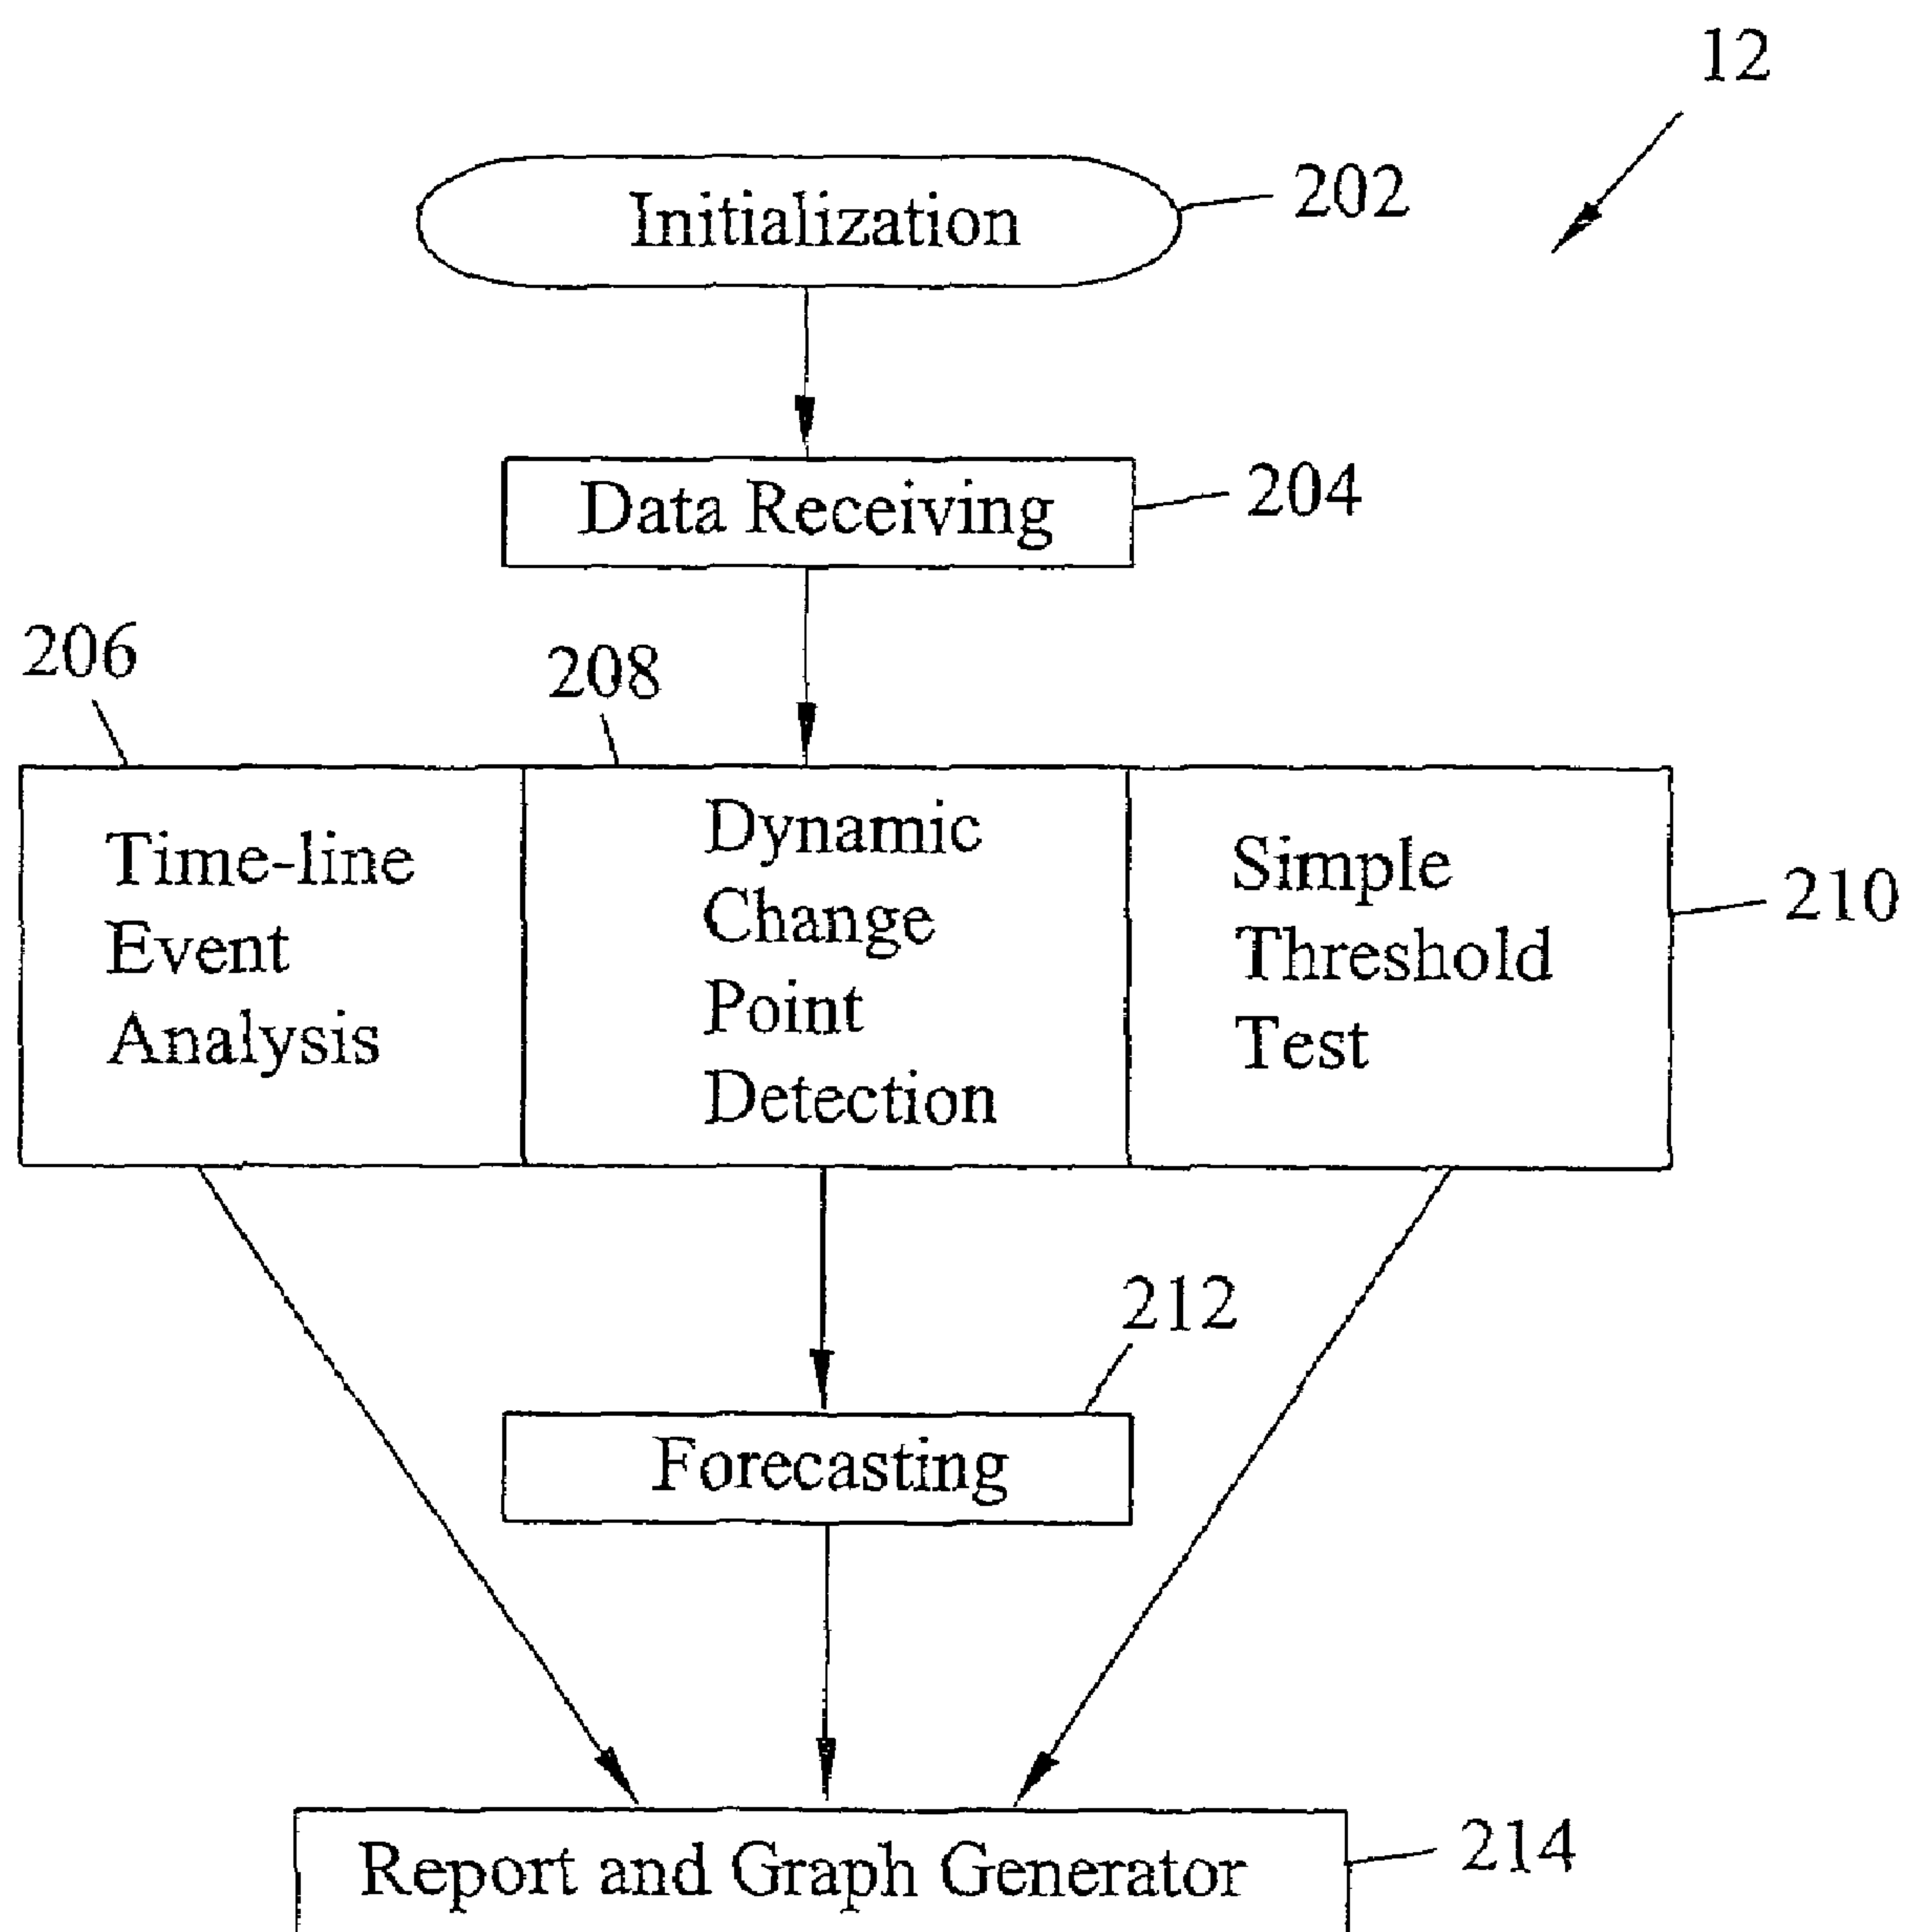 12
Initialization
202
Data Receiving
204
206
208
Time-line
Event
Analysis
Dynamic
Change
Point
Detection
Simple
Threshold
Test
210
212
Forecasting
Report and Graph Generator
214